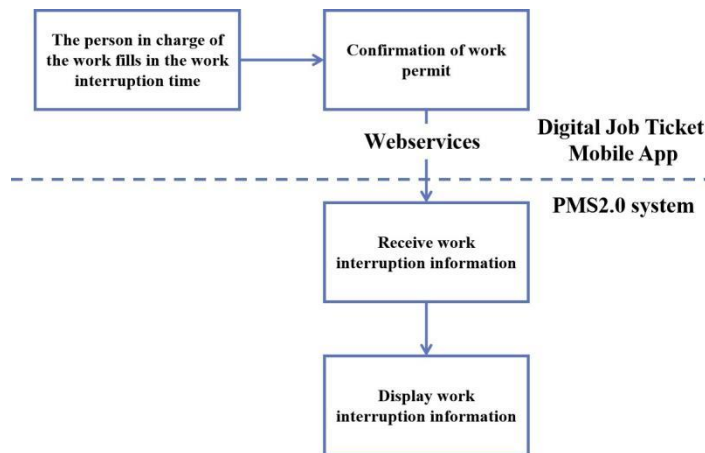 The person in charge of
the work fills in the work
interruption time
Confirmation of work
permit
Webservices
Digital Job Ticket
Mobile App
PMS2.0 system
Receive work
interruption information
Display work
interruption information